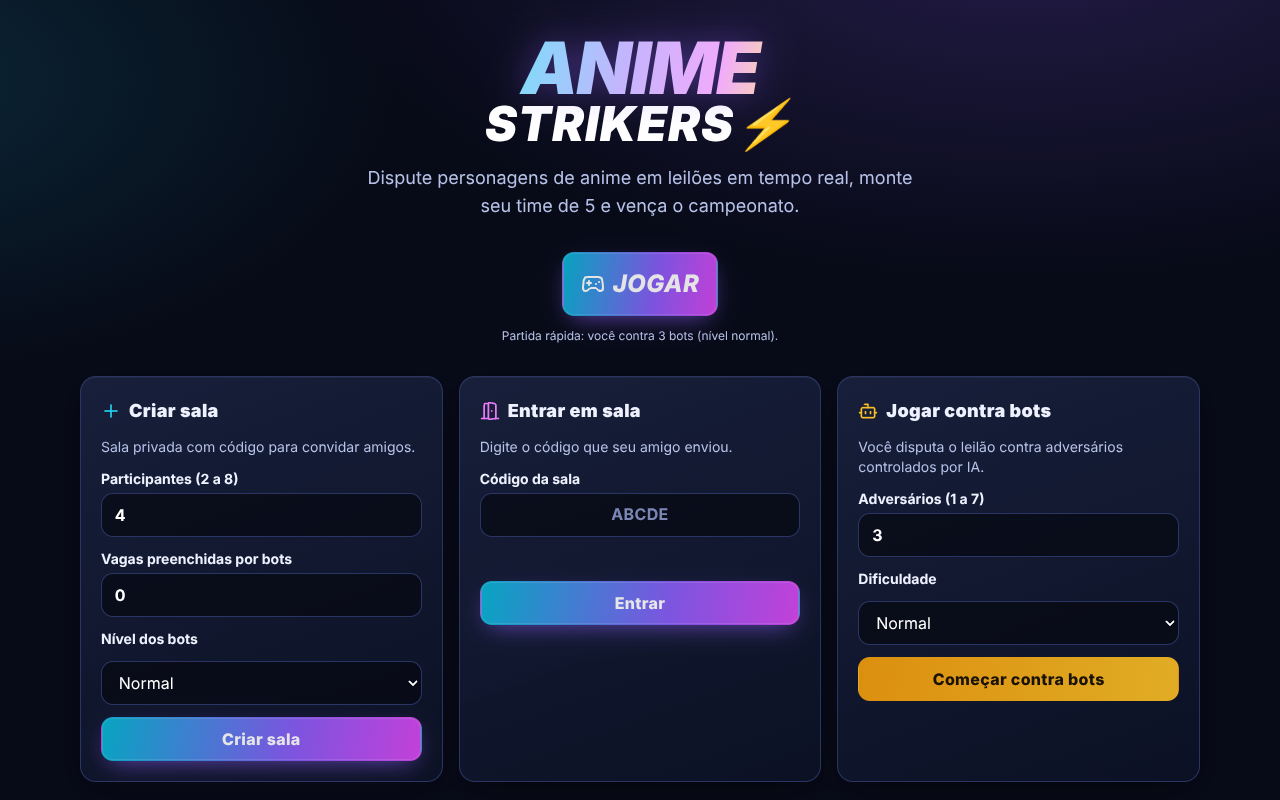 ANIME
STRIKERS⚡
Dispute personagens de anime em leilões em tempo real, monte
seu time de 5 e vença o campeonato.
JOGAR
Partida rápida: você contra 3 bots (nível normal).
Criar sala
Sala privada com código para convidar amigos.
Participantes (2 a 8)
4
Vagas preenchidas por bots
0
Nível dos bots
Normal
Criar sala
Entrar em sala
Digite o código que seu amigo enviou.
Código da sala
ABCDE
Entrar
Jogar contra bots
Você disputa o leilão contra adversários
controlados por IA.
Adversários (1 a 7)
3
Dificuldade
Normal
Começar contra bots